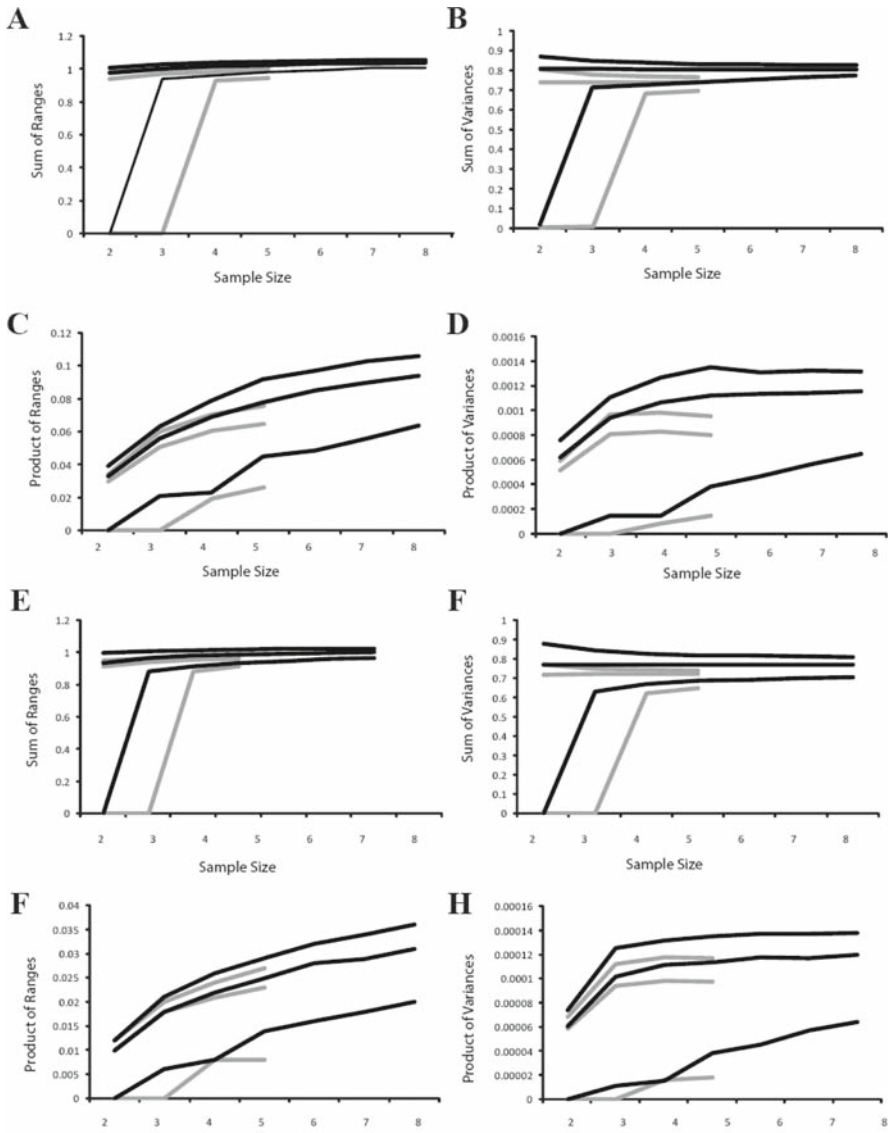 A
Sum of Ranges
1.2
1
0.8
0.6
0.4
0.2
0
2 3 4 5 6 7 8
Sample Size
B
Sum of Variances
1
0.9
0.8
0.7
0.6
0.5
0.4
0.3
0.2
0.1
0
2 3 4 5 6 7 8
Sample Size
C
Product of Ranges
0.12
0.1
0.08
0.06
0.04
0.02
0
2 3 4 5 6 7 8
Sample Size
D
Product of Variances
0.0016
0.0014
0.0012
0.001
0.0008
0.0006
0.0004
0.0002
0
2 3 4 5 6 7 8
Sample Size
E
Sum of Ranges
1.2
1
0.8
0.6
0.4
0.2
0
2 3 4 5 6 7 8
Sample Size
F
Sum of Variances
1
0.9
0.8
0.7
0.6
0.5
0.4
0.3
0.2
0.1
0
2 3 4 5 6 7 8
Sample Size
F
Product of Ranges
0.04
0.035
0.03
0.025
0.02
0.015
0.01
0.005
0
2 3 4 5 6 7 8
H
Product of Variances
0.00016
0.00014
0.00012
0.0001
0.00008
0.00006
0.00004
0.00002
0
2 3 4 5 6 7 8